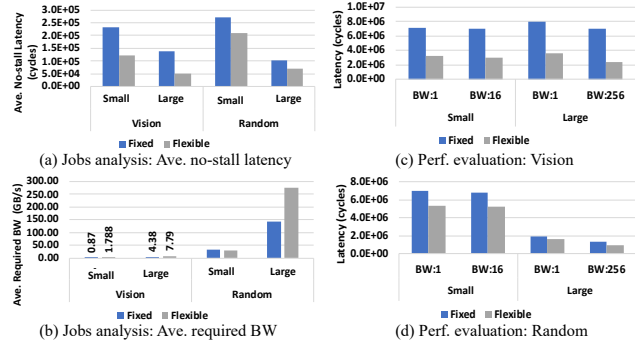 Ave. No-stall Latency
(cycles)
3.0E+05
2.5E+05
2.0E+05
1.5E+05
1.0E+05
5.0E+04
0.0E+00
Small
Large
Small
Large
Vision
Random
Fixed
Flexible
(a) Jobs analysis: Ave. no-stall latency
Latency (cycles)
1.0E+07
8.0E+06
6.0E+06
4.0E+06
2.0E+06
0.0E+00
BW:1
BW:16
BW:1
BW:256
Small
Large
Fixed
Flexible
(c) Perf. evaluation: Vision
Ave. Required BW (GB/s)
300.00
250.00
200.00
150.00
100.00
50.00
0.00
0.87
1.788
4.38
7.79
Small
Large
Small
Large
Vision
Random
Fixed
Flexible
(b) Jobs analysis: Ave. required BW
Latency (cycles)
8.0E+06
6.0E+06
4.0E+06
2.0E+06
0.0E+00
BW:1
BW:16
BW:1
BW:256
Small
Large
Fixed
Flexible
(d) Perf. evaluation: Random